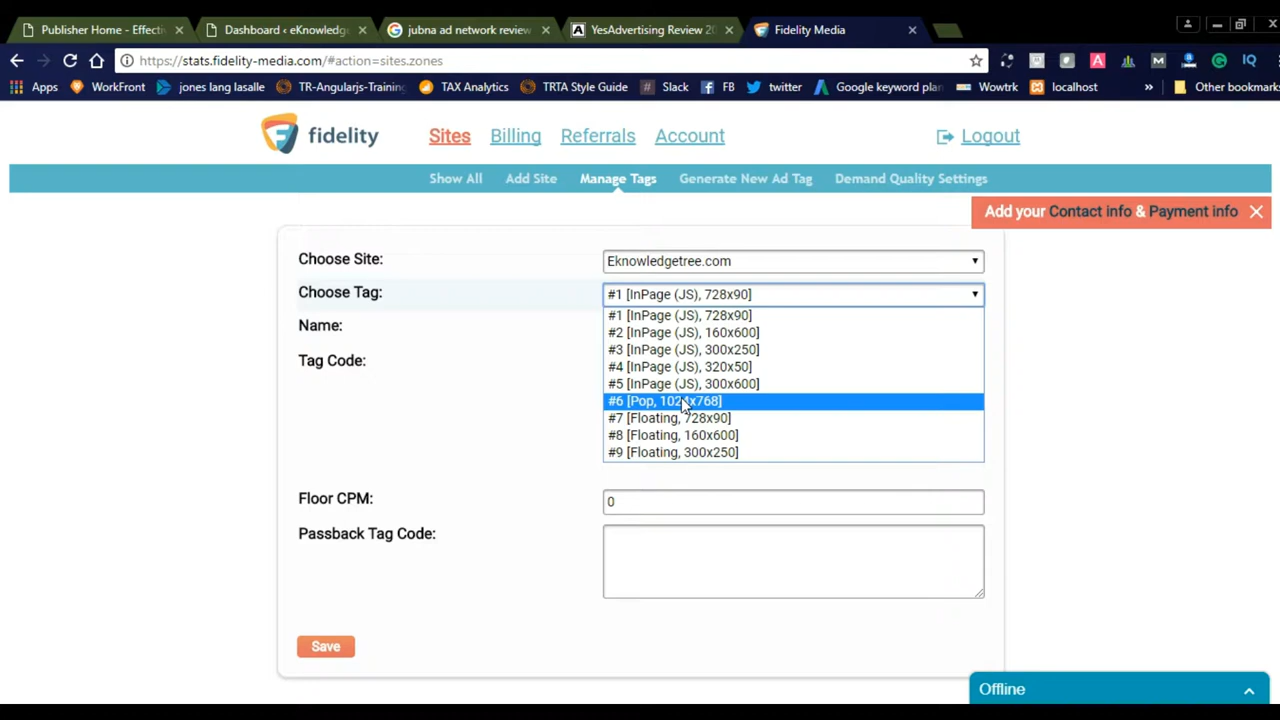 Publisher Home - Effecti
Dashboard ‹ eKnowledge
jubna ad network review
YesAdvertising Review 20
Fidelity Media
https://stats.fidelity-media.com/#action=sites.zones
Apps
WorkFront
jones lang lasalle
TR-Angularjs-Training
TAX Analytics
TRTA Style Guide
Slack
FB
twitter
Google keyword plan
Wowtrk
localhost
»
Other bookmarks
fidelity
Sites
Billing
Referrals
Account
Logout
Show All
Add Site
Manage Tags
Generate New Ad Tag
Demand Quality Settings
Add your Contact info & Payment info
Choose Site:
Eknowledgetree.com
Choose Tag:
#1 [InPage (JS), 728x90]
#1 [InPage (JS), 728x90]
#2 [InPage (JS), 160x600]
#3 [InPage (JS), 300x250]
#4 [InPage (JS), 320x50]
#5 [InPage (JS), 300x600]
#6 [Pop, 1024x768]
#7 [Floating, 728x90]
#8 [Floating, 160x600]
#9 [Floating, 300x250]
Name:
Tag Code:
Floor CPM:
0
Passback Tag Code:
Save
Offline